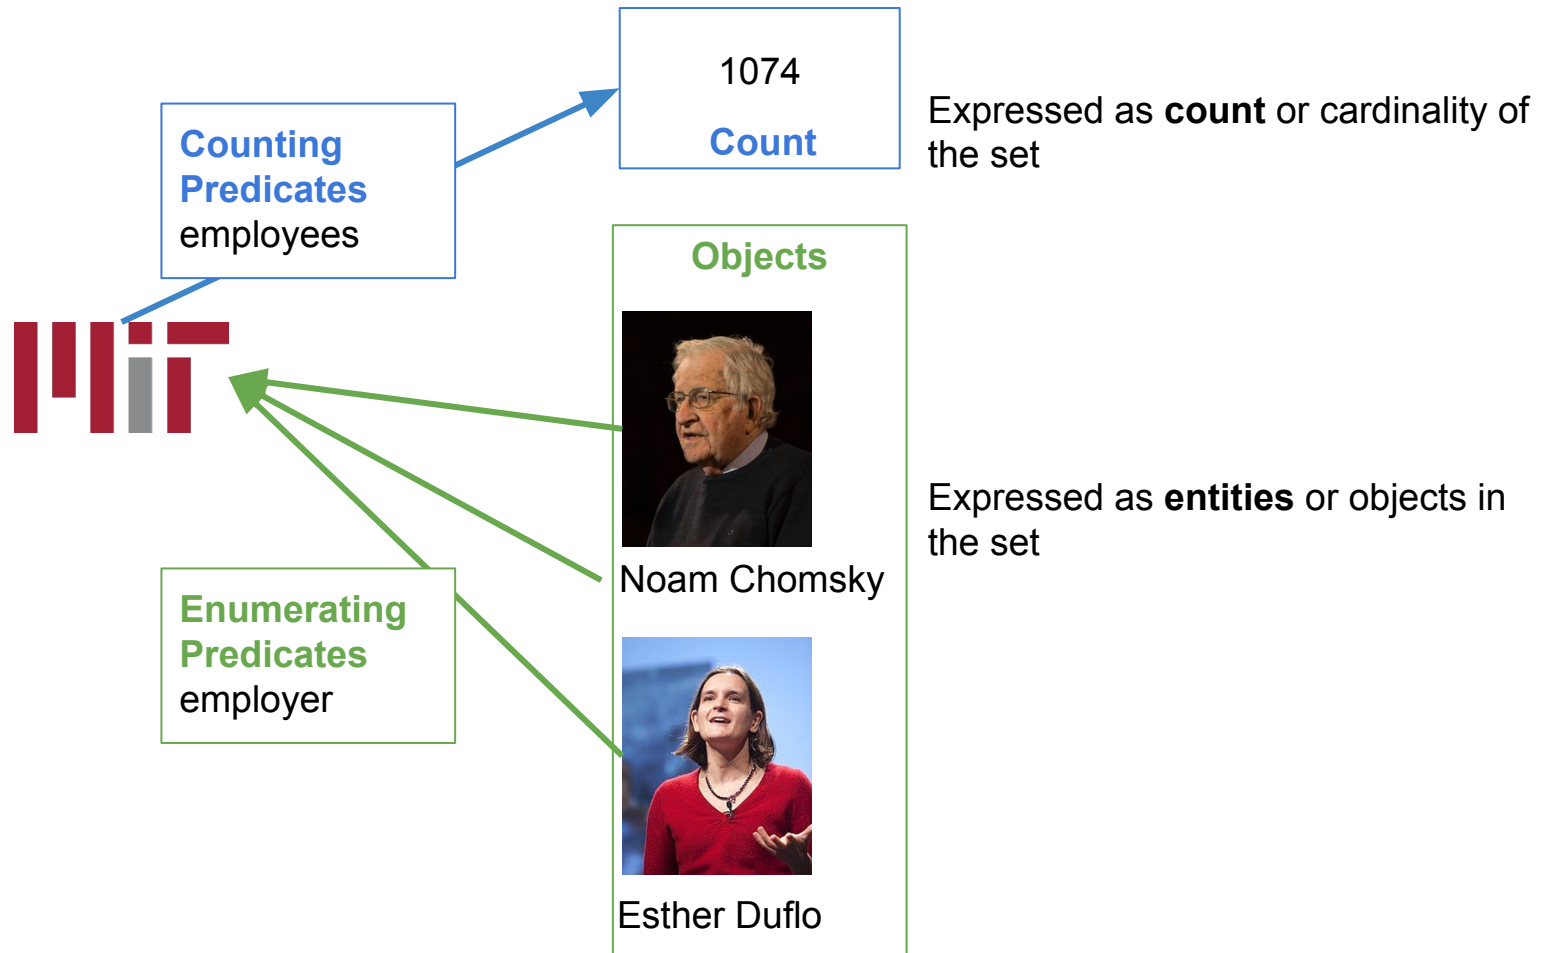 1074
Count
Counting
Predicates
employees
Expressed as count or cardinality of
the set
Objects
MIT
Noam Chomsky
Expressed as entities or objects in
the set
Enumerating
Predicates
employer
Esther Duflo